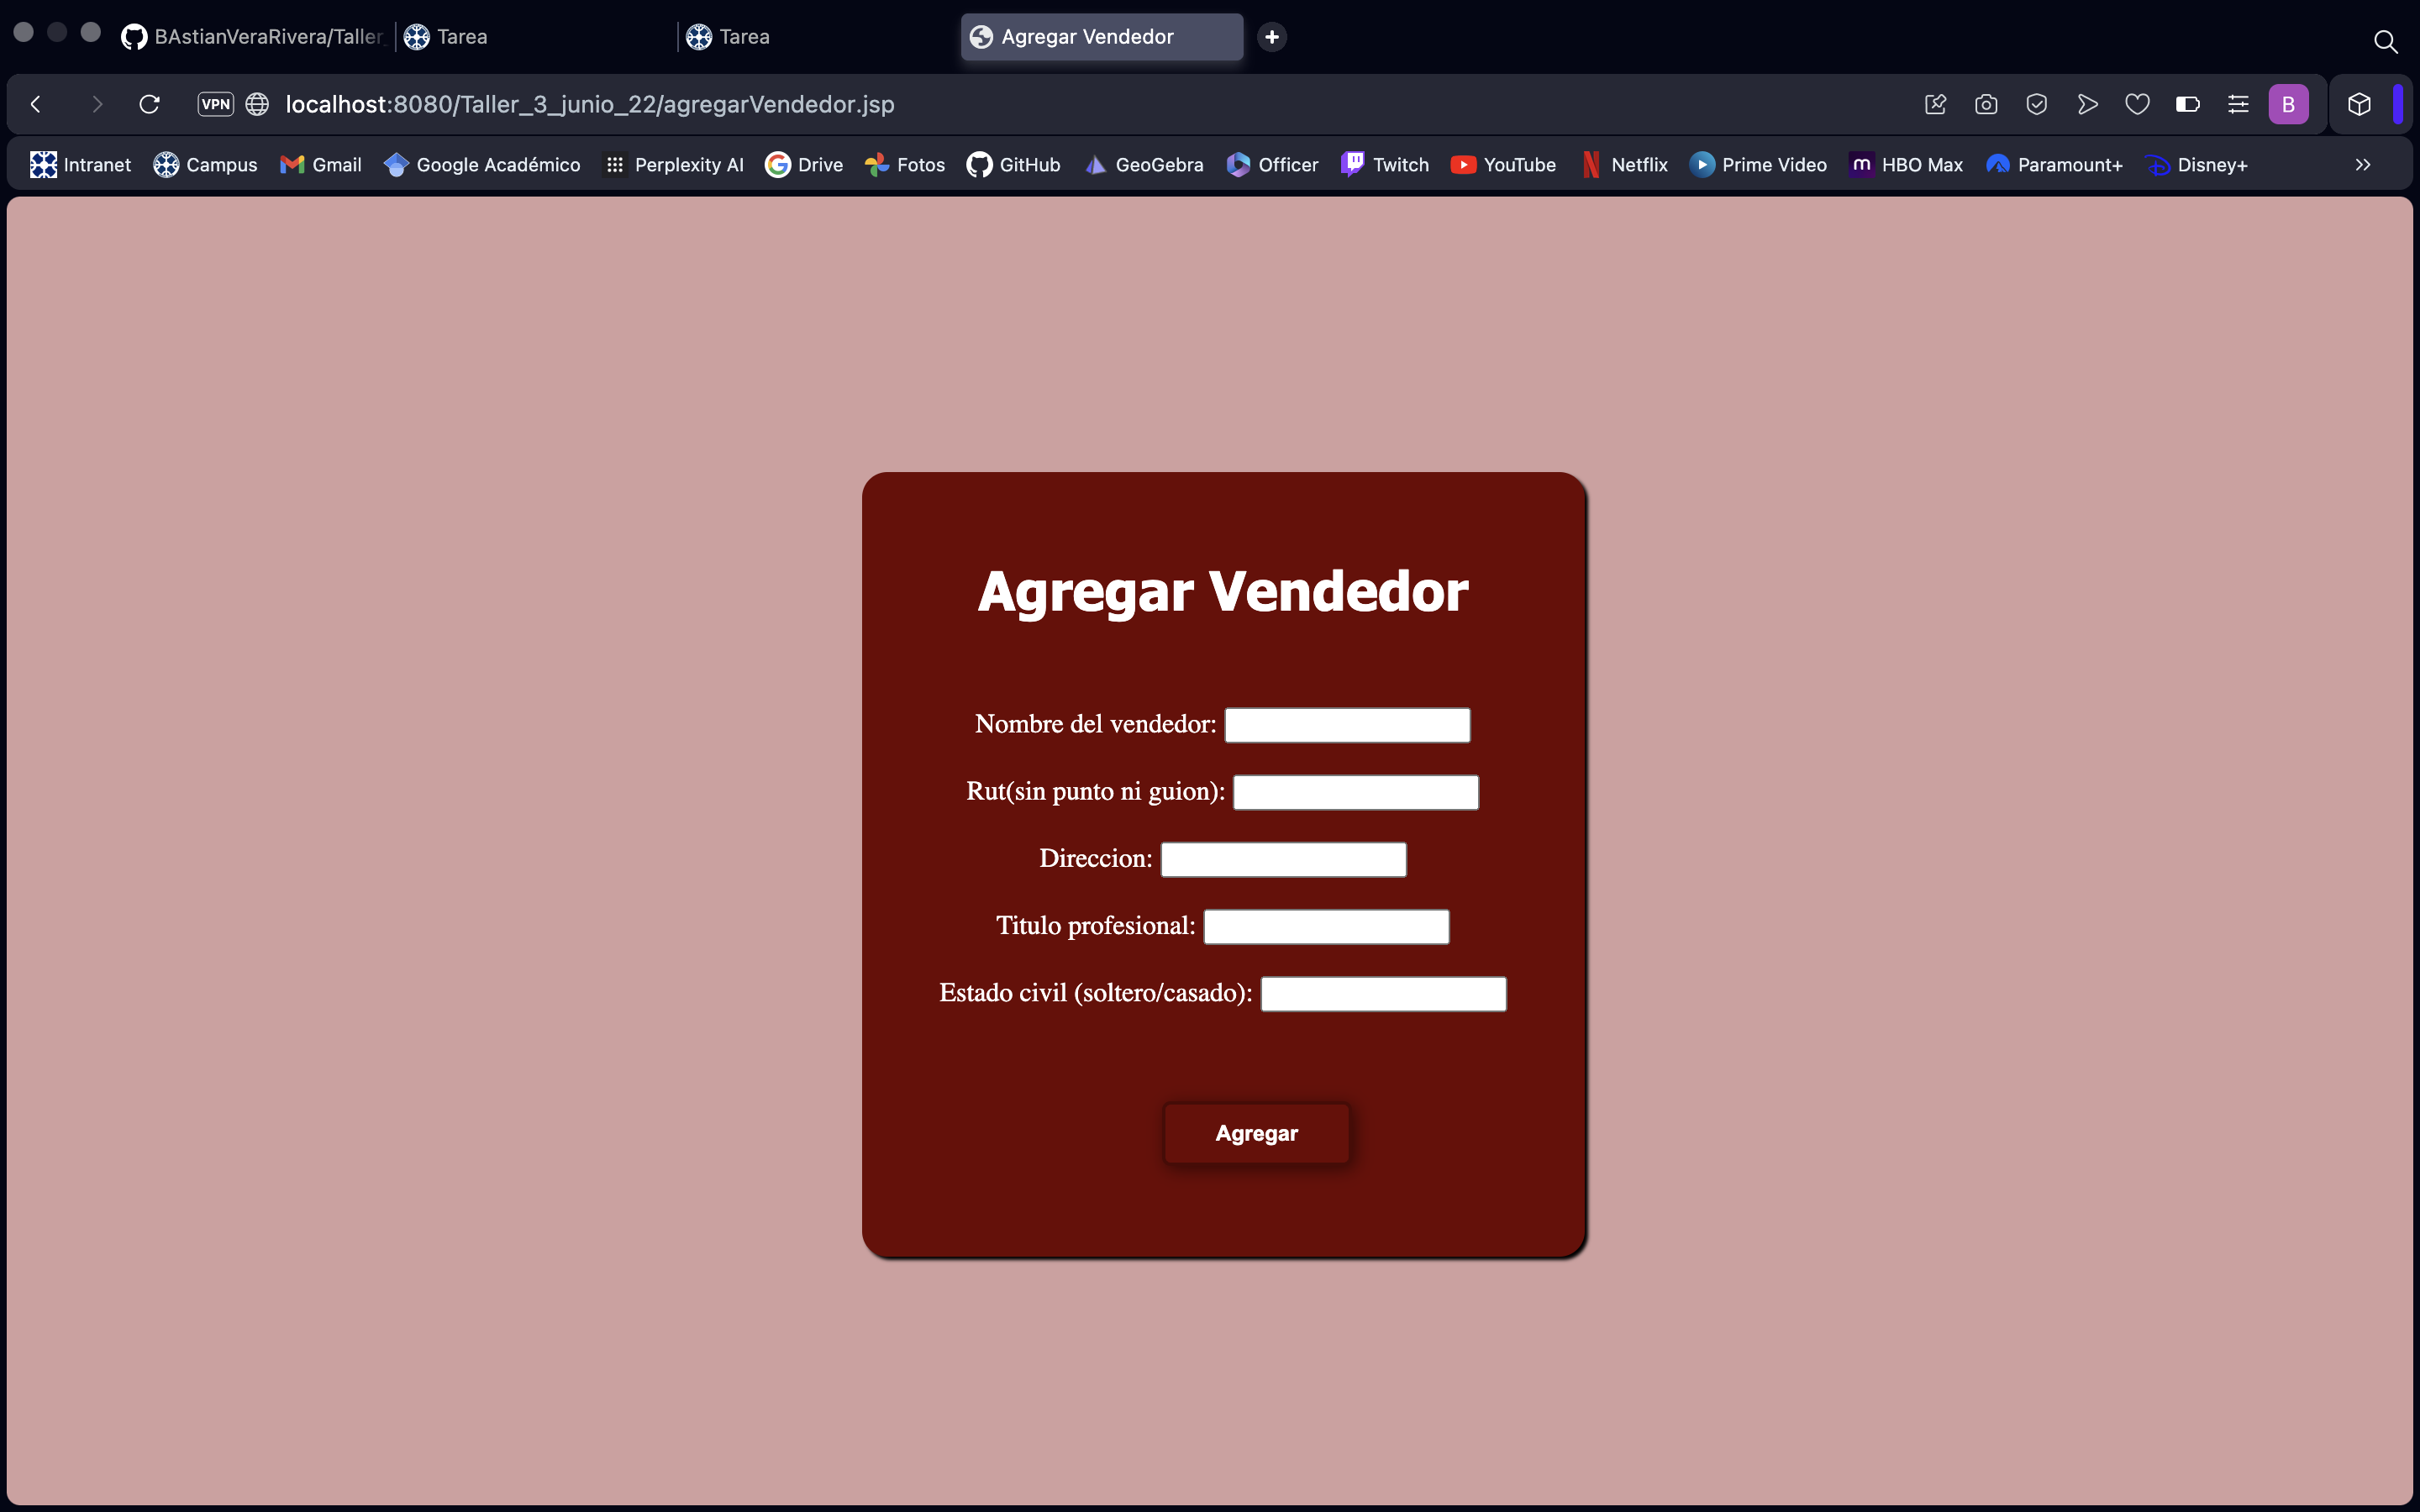 BAstianVeraRivera/Taller_
Tarea
Tarea
Agregar Vendedor
VPN
localhost:8080/Taller_3_junio_22/agregarVendedor.jsp
B
Intranet Campus Gmail Google Académico Perplexity AI Drive Fotos GitHub GeoGebra Officer Twitch YouTube Netflix Prime Video m HBO Max Paramount+ Disney+
Agregar Vendedor
Nombre del vendedor:
Rut(sin punto ni guion):
Direccion:
Titulo profesional:
Estado civil (soltero/casado):
Agregar